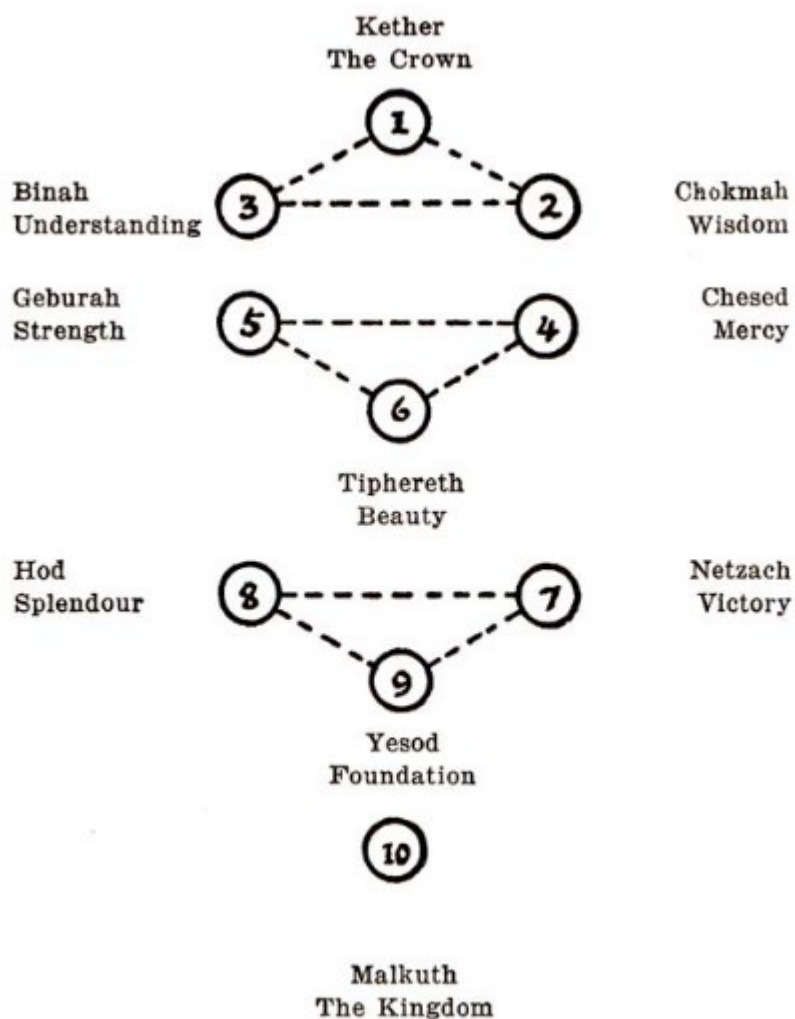 Kether
The Crown
1
Binah
Understanding
3
2
Chokmah
Wisdom
Geburah
Strength
5
4
Chesed
Mercy
6
Tiphereth
Beauty
Hod
Splendour
8
7
Netzach
Victory
9
Yesod
Foundation
10
Malkuth
The Kingdom